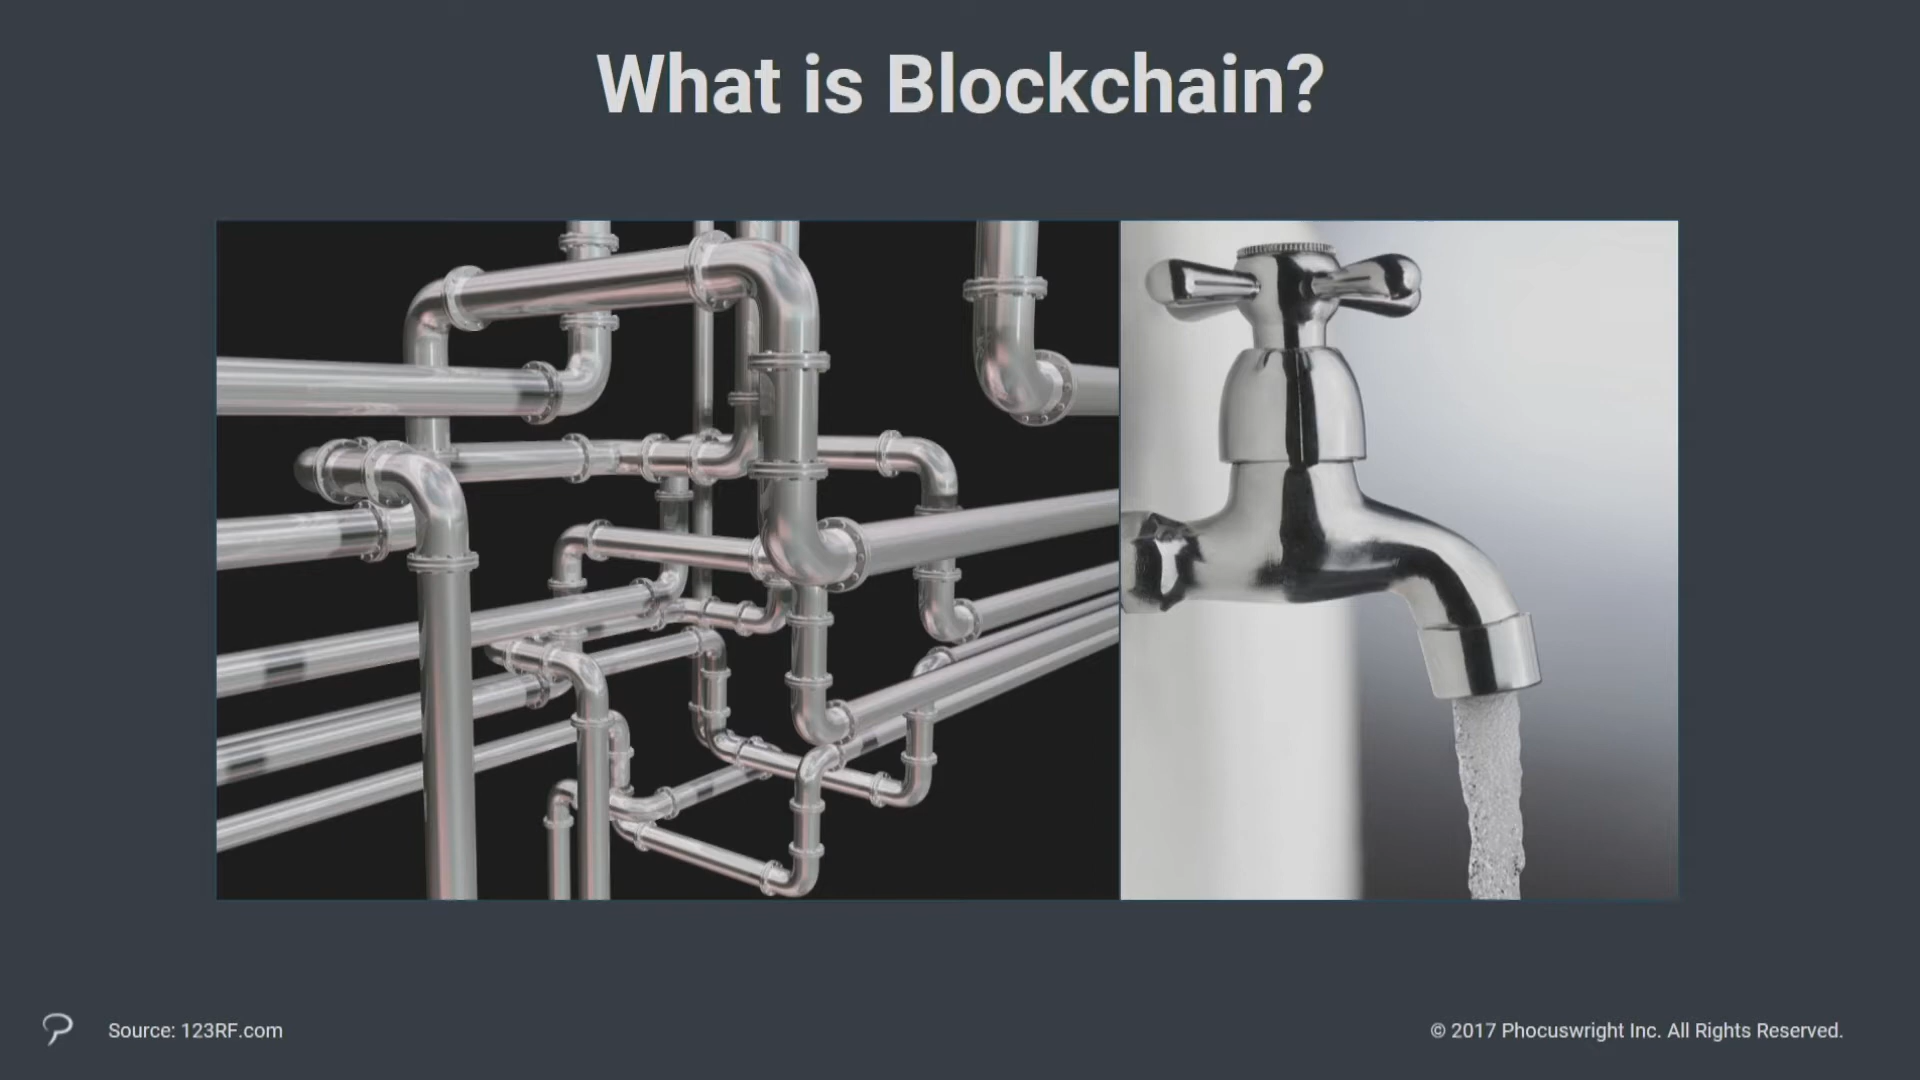 What is Blockchain?
Source: 123RF.com
© 2017 Phocuswright Inc. All Rights Reserved.